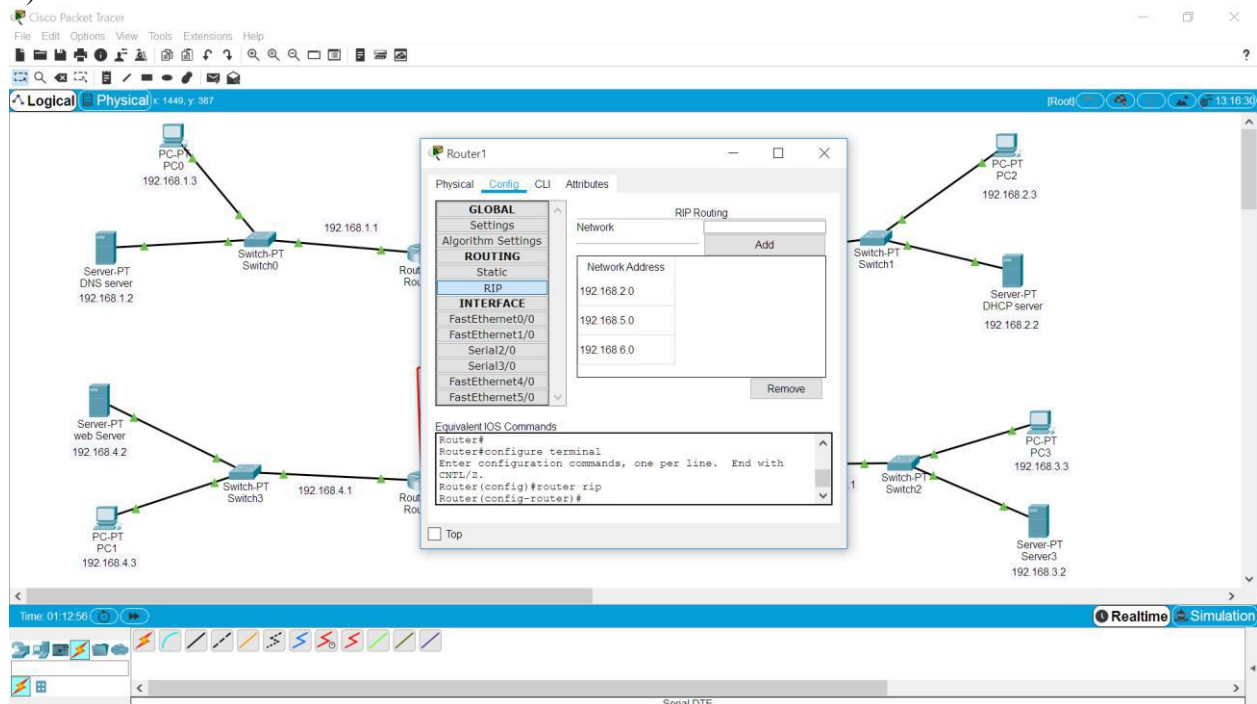 )
Cisco Packet Tracer
File Edit Options View Tools Extensions Help
?
Logical Physical x: 1449, y: 387
[Root] 13:16:30
PC-PT
PC0
192.168.1.3
Server-PT
DNS server
192.168.1.2
Switch-PT
Switch0
192.168.1.1
Rout
Rou
Server-PT
web Server
192.168.4.2
Switch-PT
Switch3
192.168.4.1
Rout
Rou
PC-PT
PC1
192.168.4.3
Router1
Physical Config CLI Attributes
GLOBAL
Settings
Algorithm Settings
ROUTING
Static
RIP
INTERFACE
FastEthernet0/0
FastEthernet1/0
Serial2/0
Serial3/0
FastEthernet4/0
FastEthernet5/0
RIP Routing
Network
Add
Network Address
192.168.2.0
192.168.5.0
192.168.6.0
Remove
Equivalent IOS Commands
Router#
Router#configure terminal
Enter configuration commands, one per line. End with
CNTL/Z.
Router(config)#router rip
Router(config-router)#
Top
PC-PT
PC2
192.168.2.3
Switch-PT
Switch1
Server-PT
DHCP server
192.168.2.2
PC-PT
PC3
192.168.3.3
1
Switch-PT
Switch2
Server-PT
Server3
192.168.3.2
Time: 01:12:56
Realtime Simulation
Serial DTE